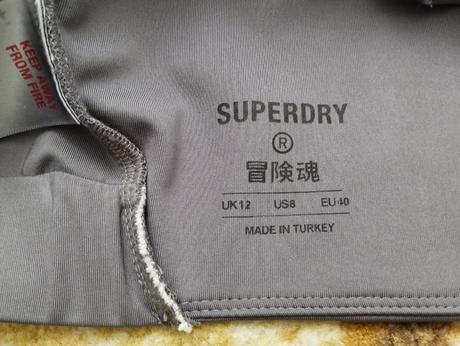 KEEP AWAY
FROM FIRE
SUPERDRY
®
冒険魂
UK12 US8 EU40
MADE IN TURKEY